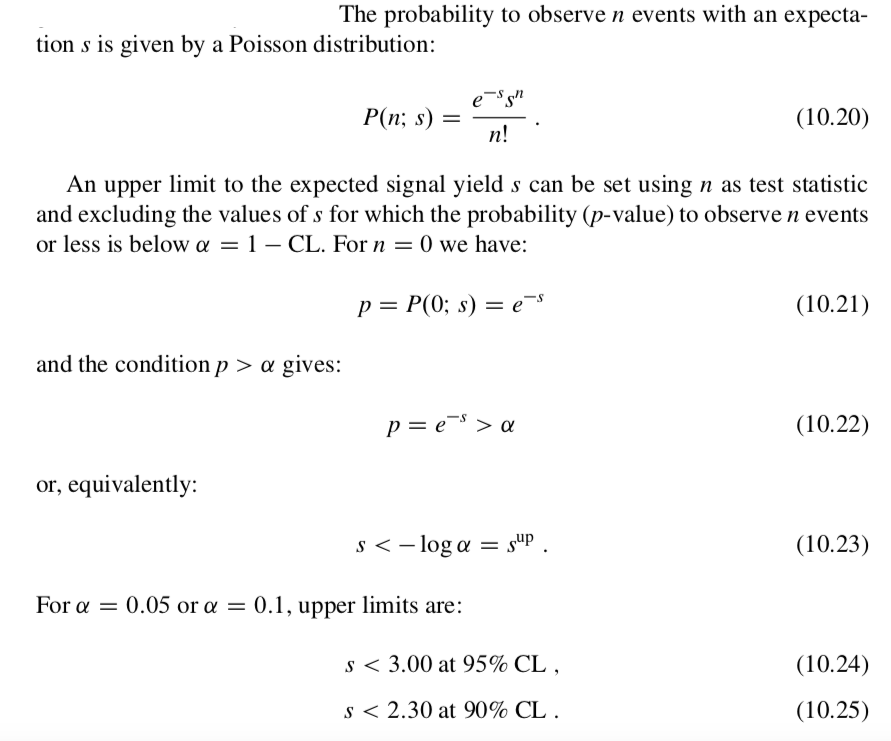 The probability to observe n events with an expecta-
tion s is given by a Poisson distribution:
P(n; s) = e^{−s} s^n / n! . (10.20)
An upper limit to the expected signal yield s can be set using n as test statistic
and excluding the values of s for which the probability (p-value) to observe n events
or less is below α = 1 − CL. For n = 0 we have:
p = P(0; s) = e^{−s} (10.21)
and the condition p > α gives:
p = e^{−s} > α (10.22)
or, equivalently:
s < − log α = s^{up} . (10.23)
For α = 0.05 or α = 0.1, upper limits are:
s < 3.00 at 95% CL , (10.24)
s < 2.30 at 90% CL . (10.25)